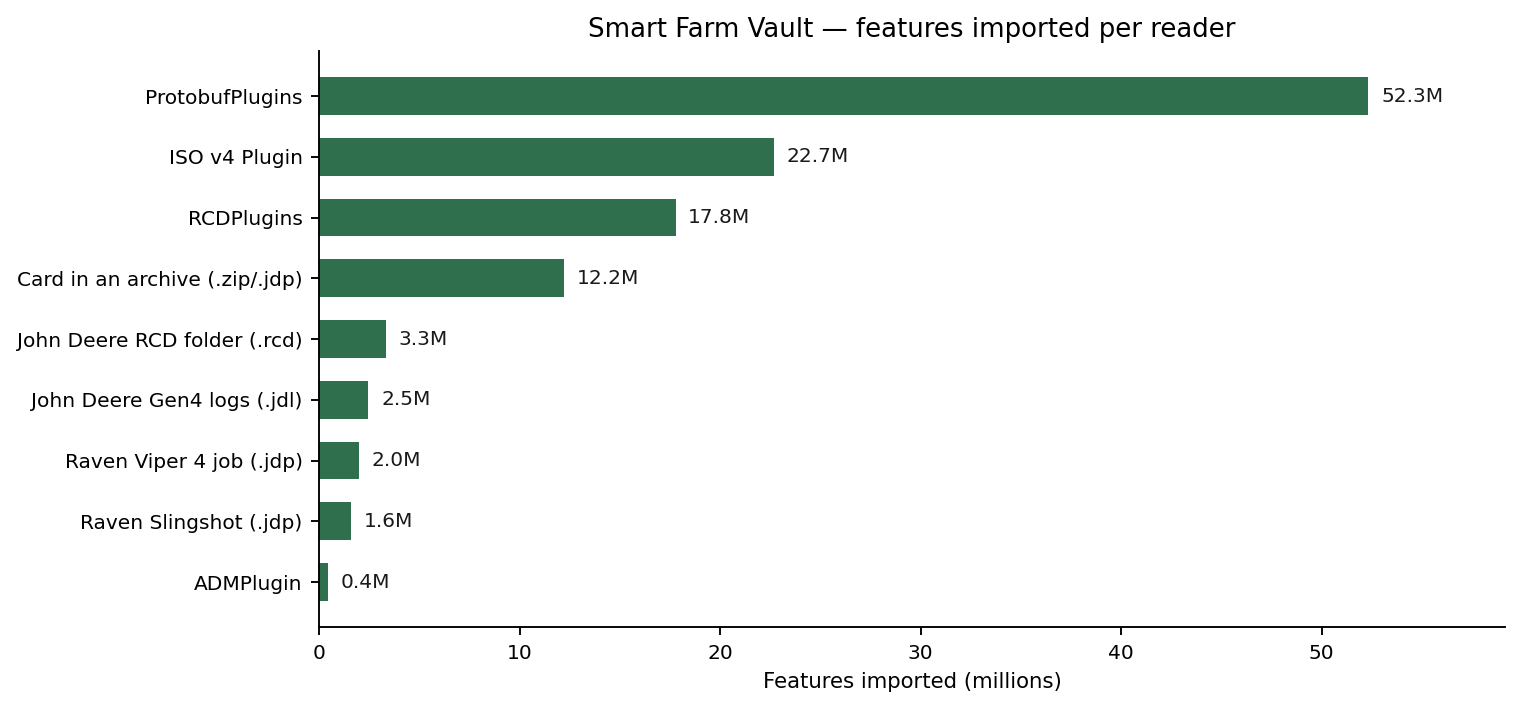 Smart Farm Vault — features imported per reader
ProtobufPlugins 52.3M
ISO v4 Plugin 22.7M
RCDPlugins 17.8M
Card in an archive (.zip/.jdp) 12.2M
John Deere RCD folder (.rcd) 3.3M
John Deere Gen4 logs (.jdl) 2.5M
Raven Viper 4 job (.jdp) 2.0M
Raven Slingshot (.jdp) 1.6M
ADMPlugin 0.4M
0 10 20 30 40 50
Features imported (millions)